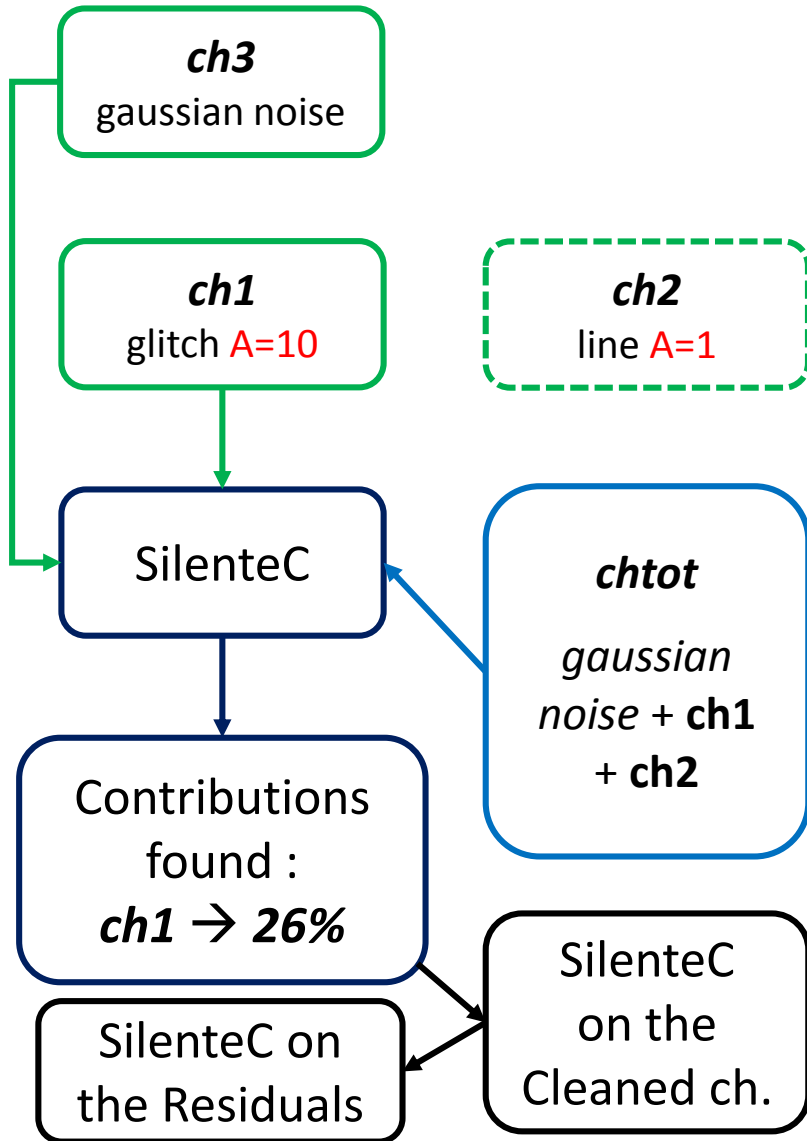 ch3
gaussian noise
ch1
glitch A=10
ch2
line A=1
SilenteC
chtot
gaussian
noise + ch1
+ ch2
Contributions
found :
ch1 → 26%
SilenteC
on the
Cleaned ch.
SilenteC on
the Residuals